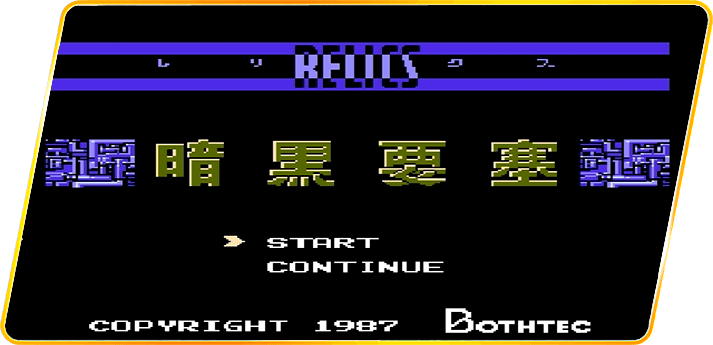 レリ RELICS クス
暗黒要塞
START
CONTINUE
COPYRIGHT 1987 BOTHTEC